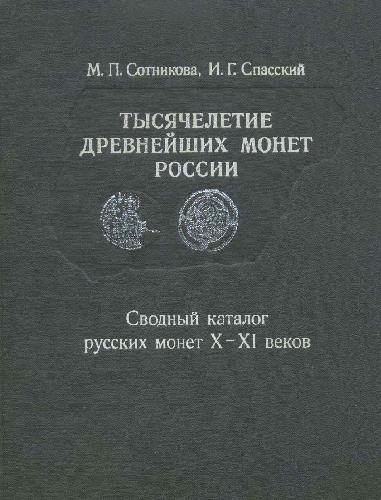 М. П. Сотникова, И. Г. Спасский
ТЫСЯЧЕЛЕТИЕ
ДРЕВНЕЙШИХ МОНЕТ
РОССИИ
Сводный каталог
русских монет X–XI веков